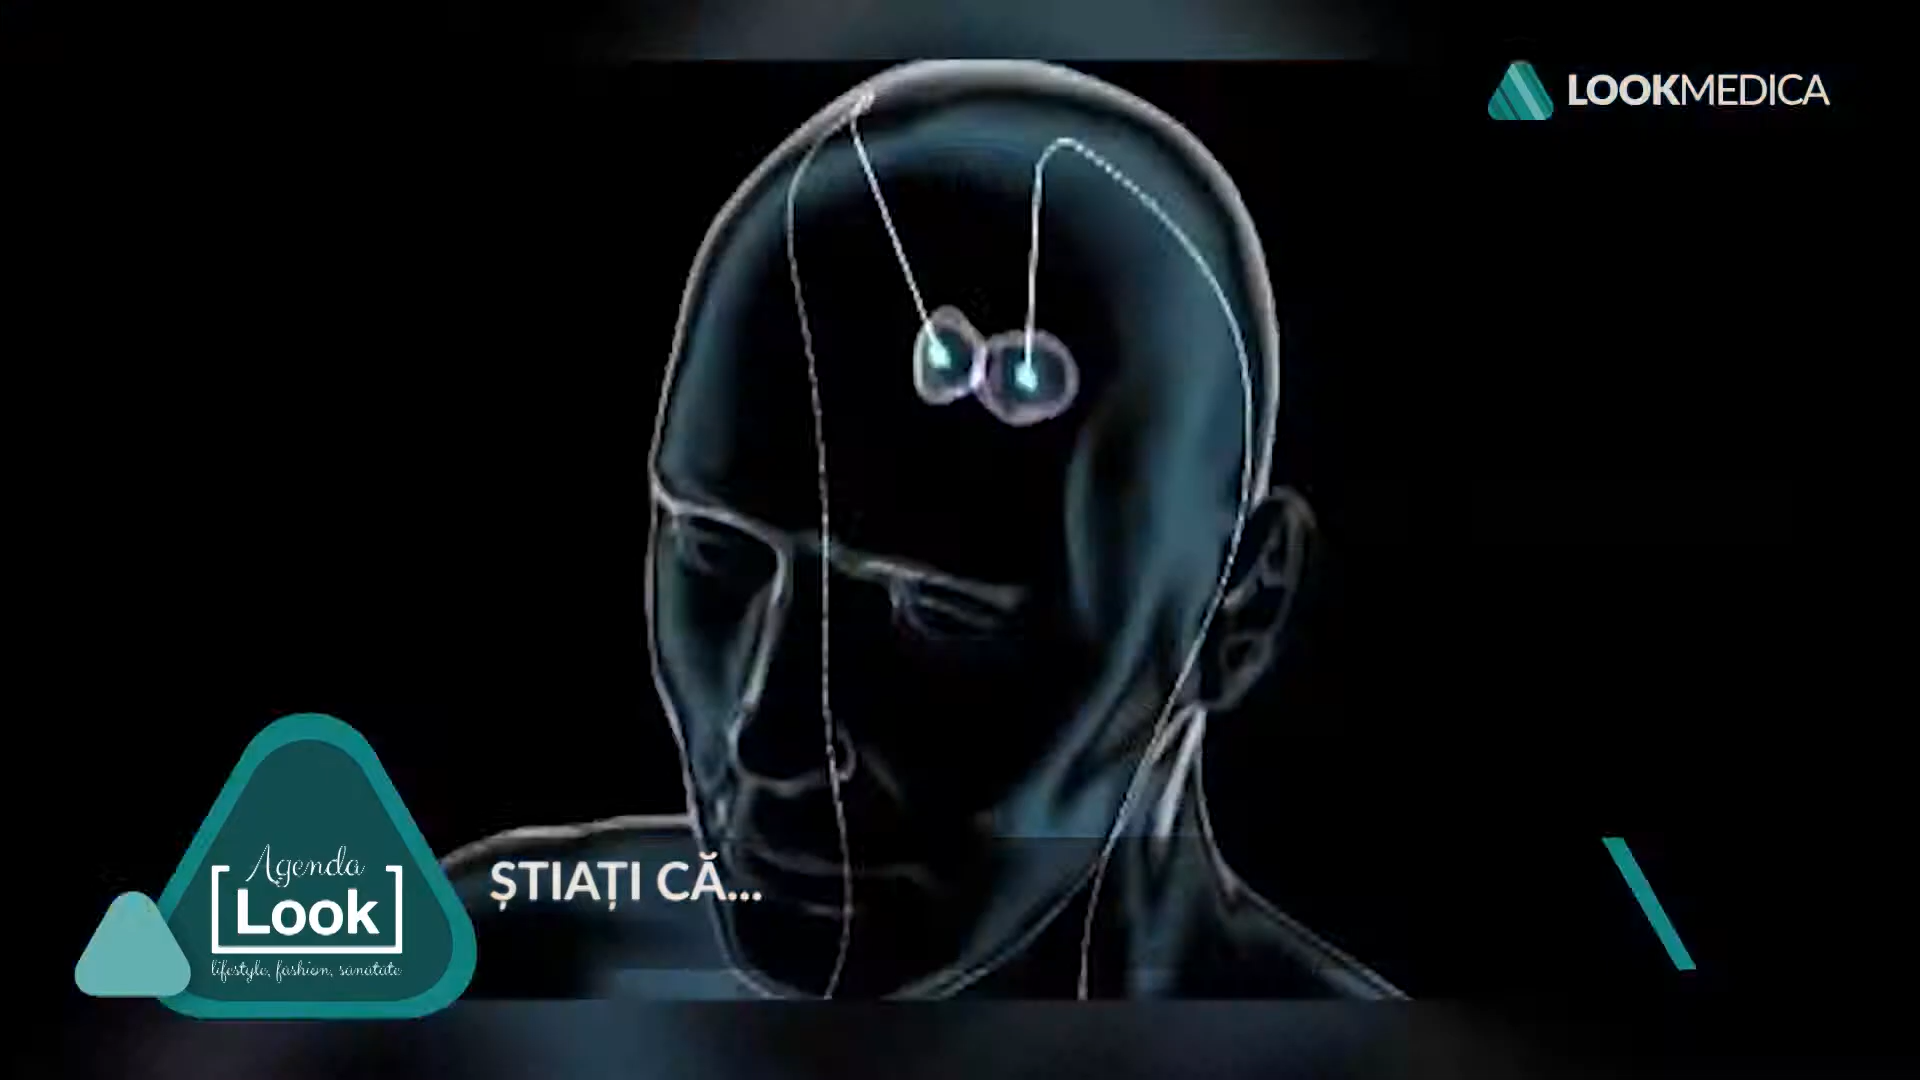 LOOKMEDICA
Agenda
Look
lifestyle, fashion, sanatate
ȘTIAȚI CĂ...